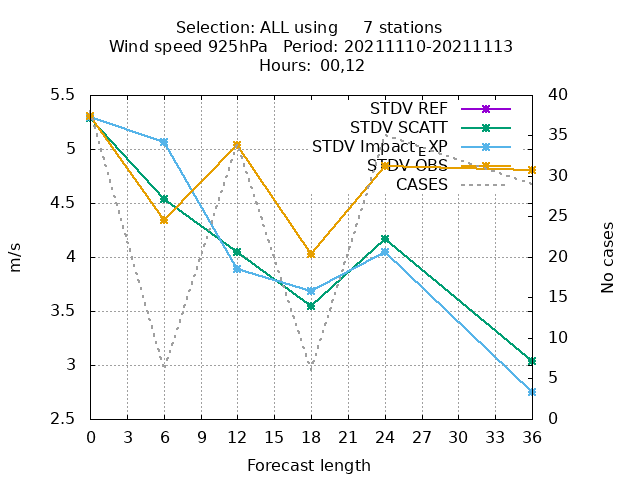 Selection: ALL using     7 stations
Wind speed 925hPa   Period: 20211110-20211113
Hours:  00,12
5.5
5
4.5
4
3.5
3
2.5
m/s
40
35
30
25
20
15
10
5
0
No cases
STDV REF
STDV SCATT
STDV Impact_EXP
STDV OBS
CASES
0 3 6 9 12 15 18 21 24 27 30 33 36
Forecast length